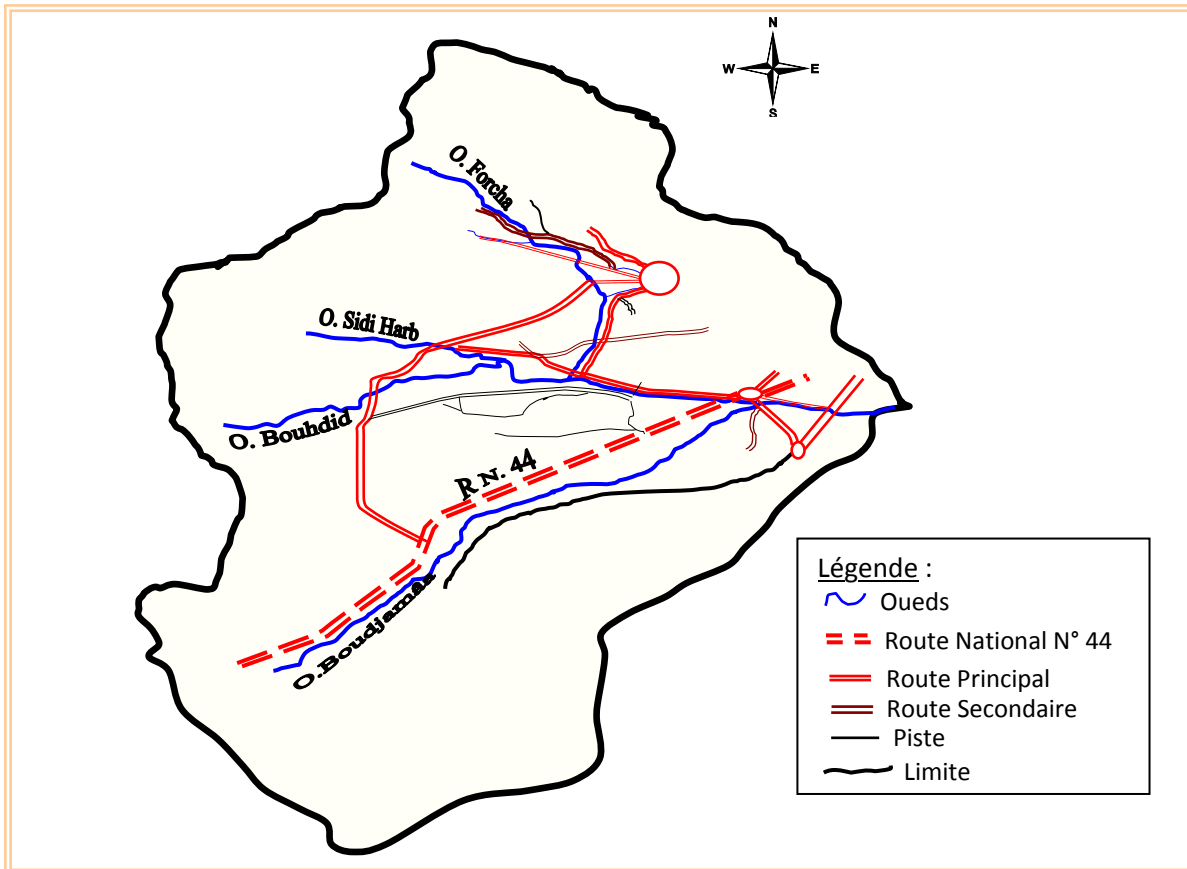 N
W E
S
O. Forcha
O. Sidi Harb
O. Bouhdid
R N. 44
O.Boudjamâa
Légende :
Oueds
Route National N° 44
Route Principal
Route Secondaire
Piste
Limite